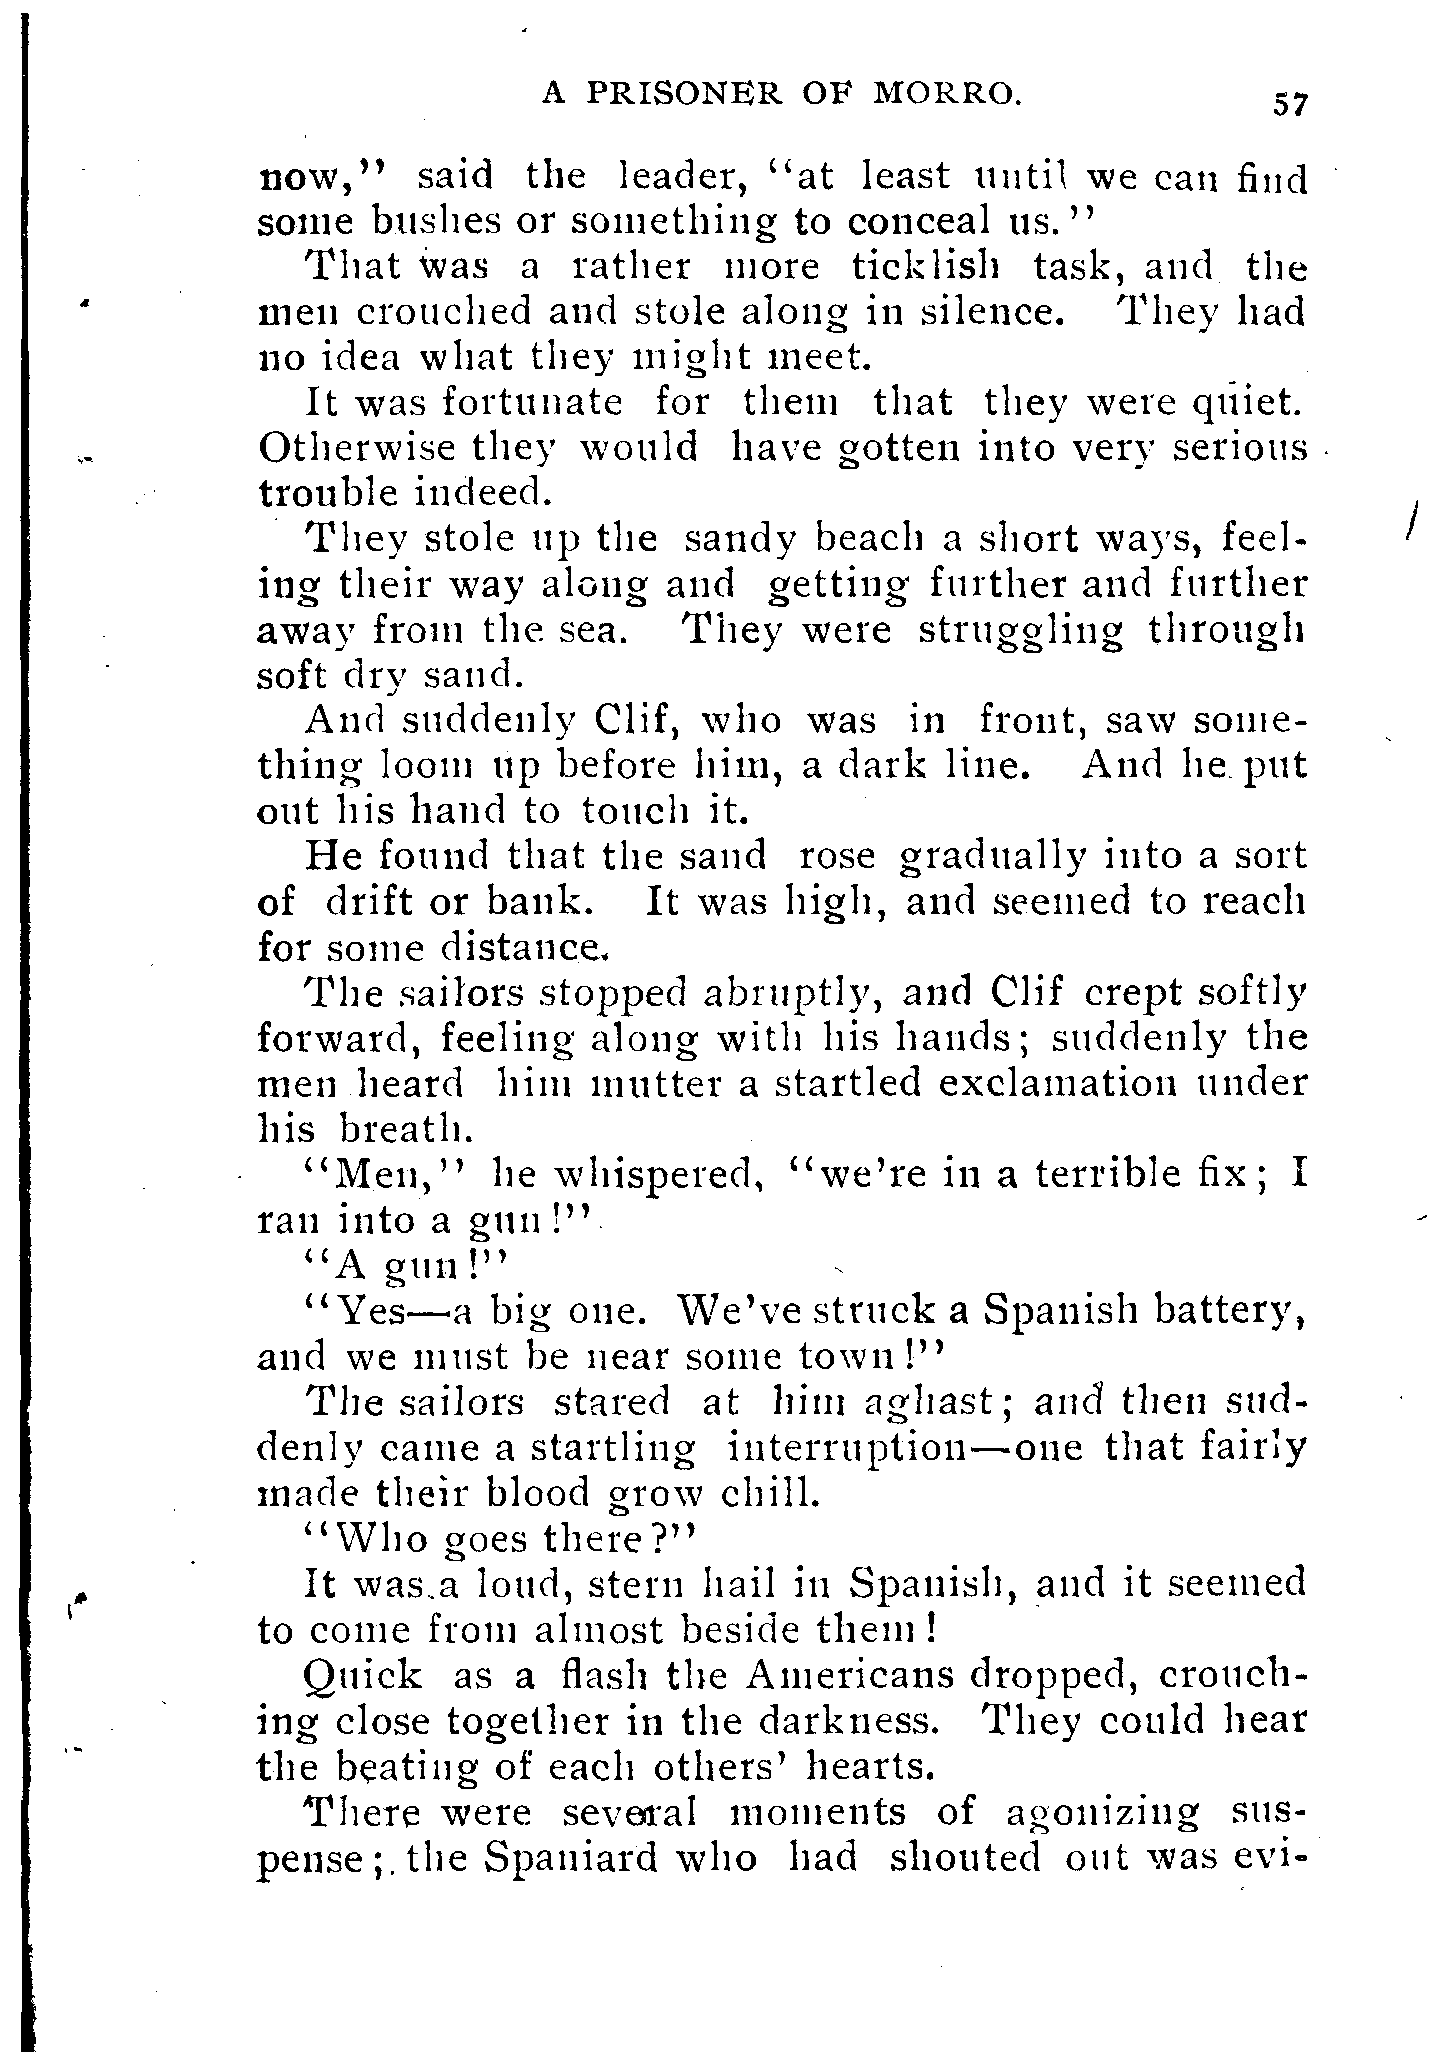 A PRISONER OF MORRO.
57
now," said the leader, "at least until we can find
some bushes or something to conceal us."
That was a rather more ticklish task, and the
men crouched and stole along in silence. They had
no idea what they might meet.
It was fortunate for them that they were quiet.
Otherwise they would have gotten into very serious
trouble indeed.
They stole up the sandy beach a short ways, feel-
ing their way along and getting further and further
away from the sea. They were struggling through
soft dry sand.
And suddenly Clif, who was in front, saw some-
thing loom up before him, a dark line. And he put
out his hand to touch it.
He found that the sand rose gradually into a sort
of drift or bank. It was high, and seemed to reach
for some distance.
The sailors stopped abruptly, and Clif crept softly
forward, feeling along with his hands; suddenly the
men heard him mutter a startled exclamation under
his breath.
"Men," he whispered, "we're in a terrible fix; I
ran into a gun!"
"A gun!"
"Yes—a big one. We've struck a Spanish battery,
and we must be near some town!"
The sailors stared at him aghast; and then sud-
denly came a startling interruption—one that fairly
made their blood grow chill.
"Who goes there?"
It was a loud, stern hail in Spanish, and it seemed
to come from almost beside them!
Quick as a flash the Americans dropped, crouch-
ing close together in the darkness. They could hear
the beating of each others' hearts.
There were several moments of agonizing sus-
pense; the Spaniard who had shouted out was evi-